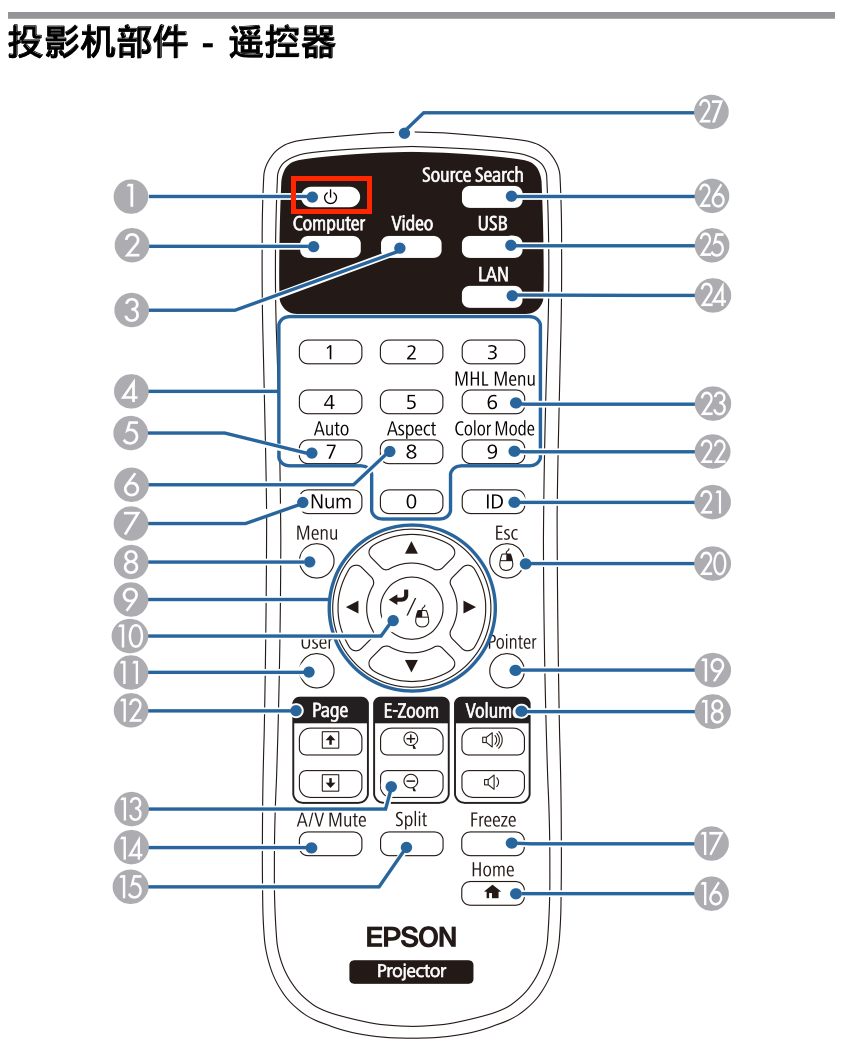 投影机部件 - 遥控器
27
Source Search
1
26
Computer
Video
USB
2
25
LAN
3
24
1 2 3
MHL Menu
4
4 5 6
23
5
Auto
Aspect
Color Mode
7 8 9
22
6
7
Num
0
ID
21
Menu
Esc
8
20
9
10
User
Pointer
11
19
12
Page
E-Zoom
Volume
18
13
A/V Mute
Split
Freeze
14
17
Home
15
16
EPSON
Projector